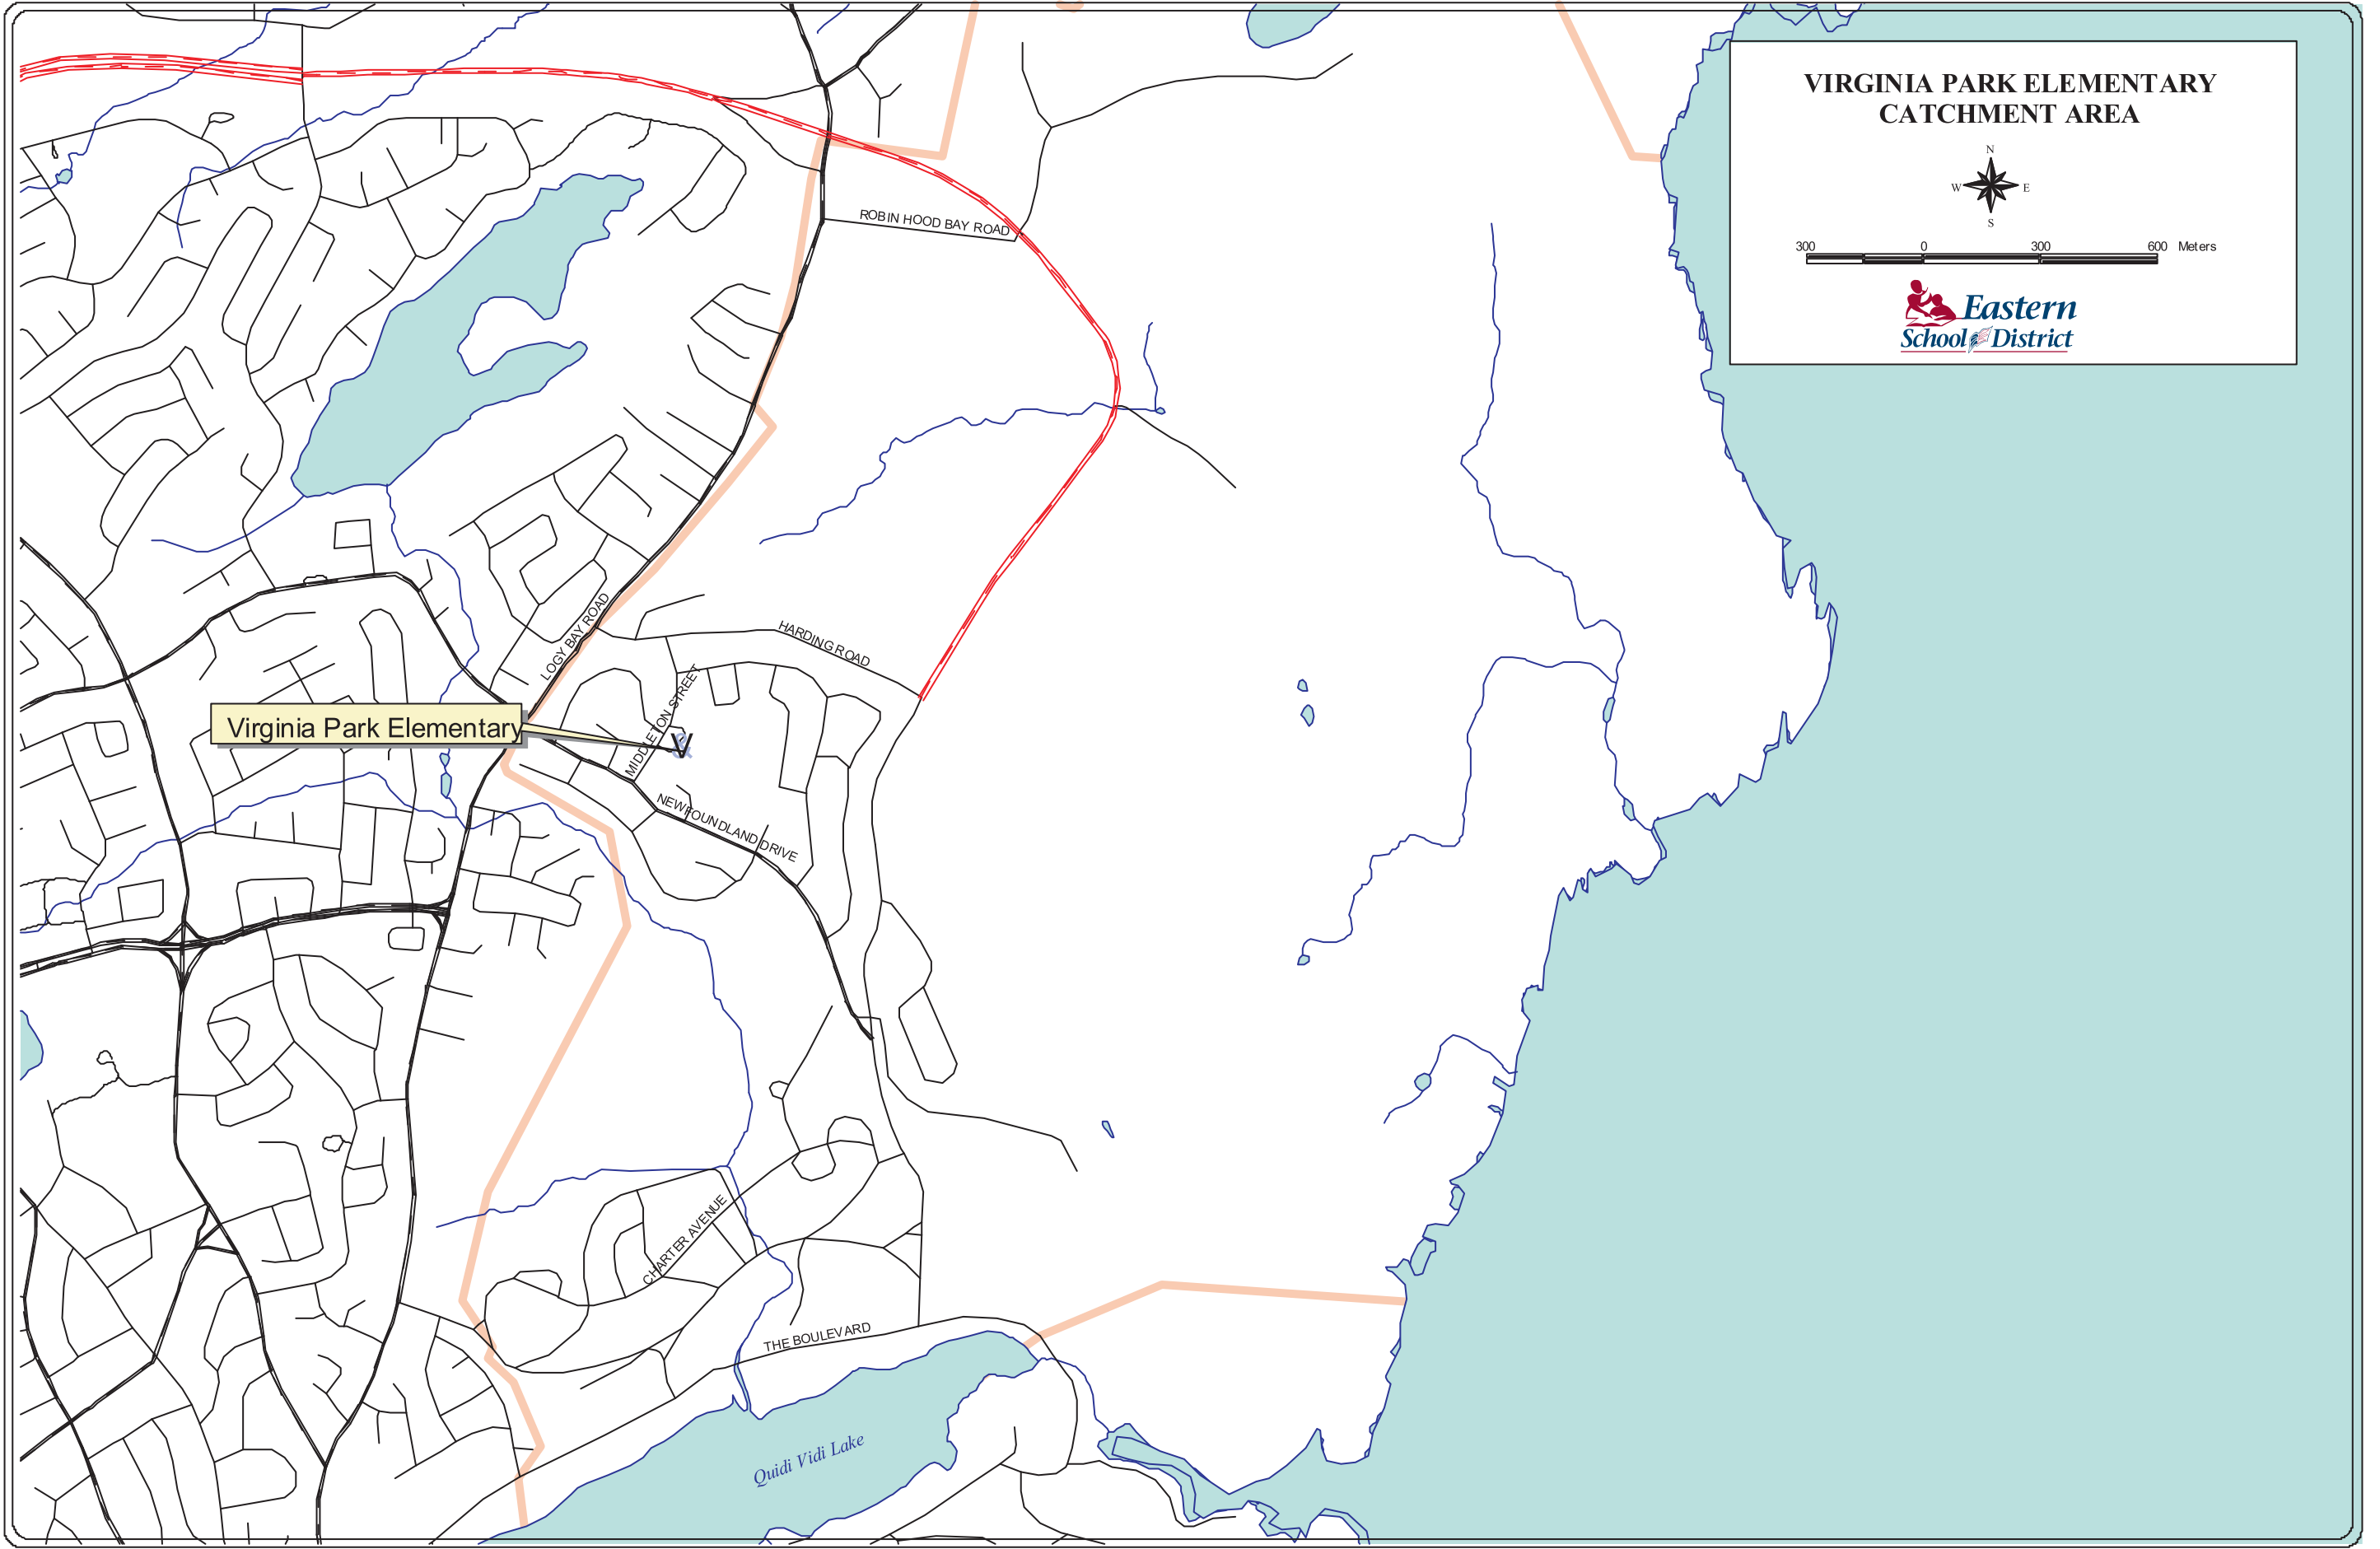 VIRGINIA PARK ELEMENTARY
CATCHMENT AREA
N
W E
S
300 0 300 600 Meters
Eastern
School District
ROBIN HOOD BAY ROAD
LOGY BAY ROAD
HARDING ROAD
MIDDLETON STREET
Virginia Park Elementary
V
NEWFOUNDLAND DRIVE
CHARTER AVENUE
THE BOULEVARD
Quidi Vidi Lake